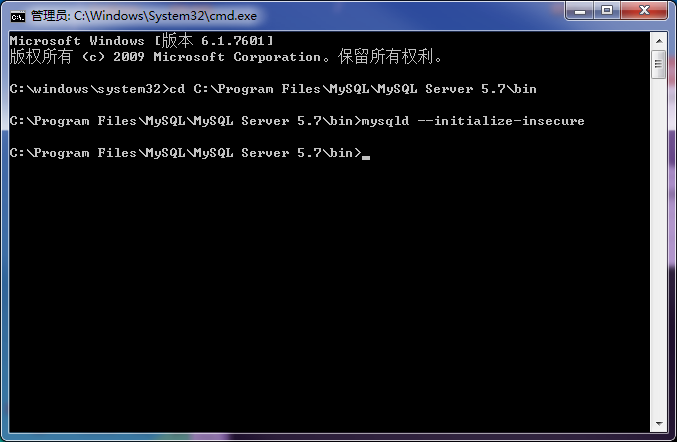 管理员: C:\Windows\System32\cmd.exe
Microsoft Windows [版本 6.1.7601]
版权所有 (c) 2009 Microsoft Corporation。保留所有权利。
C:\windows\system32>cd C:\Program Files\MySQL\MySQL Server 5.7\bin
C:\Program Files\MySQL\MySQL Server 5.7\bin>mysqld --initialize-insecure
C:\Program Files\MySQL\MySQL Server 5.7\bin>